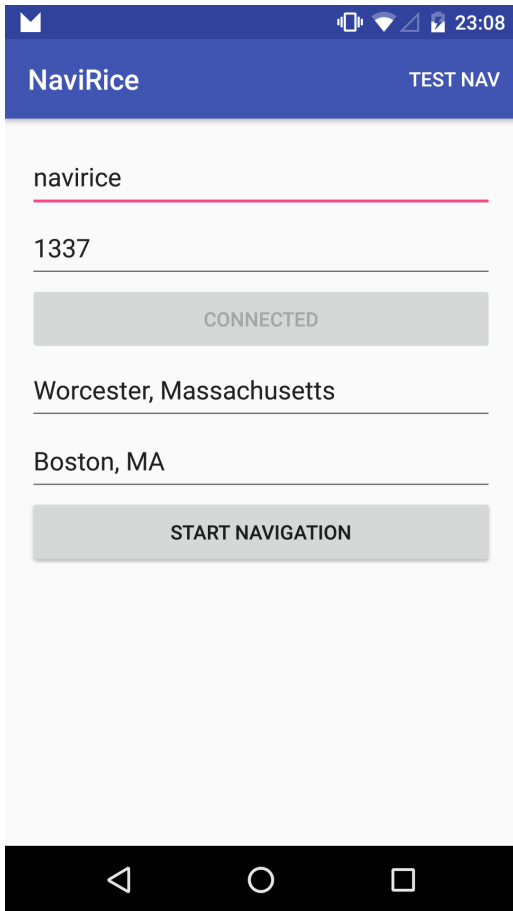 23:08
NaviRice TEST NAV
navirice
1337
CONNECTED
Worcester, Massachusetts
Boston, MA
START NAVIGATION